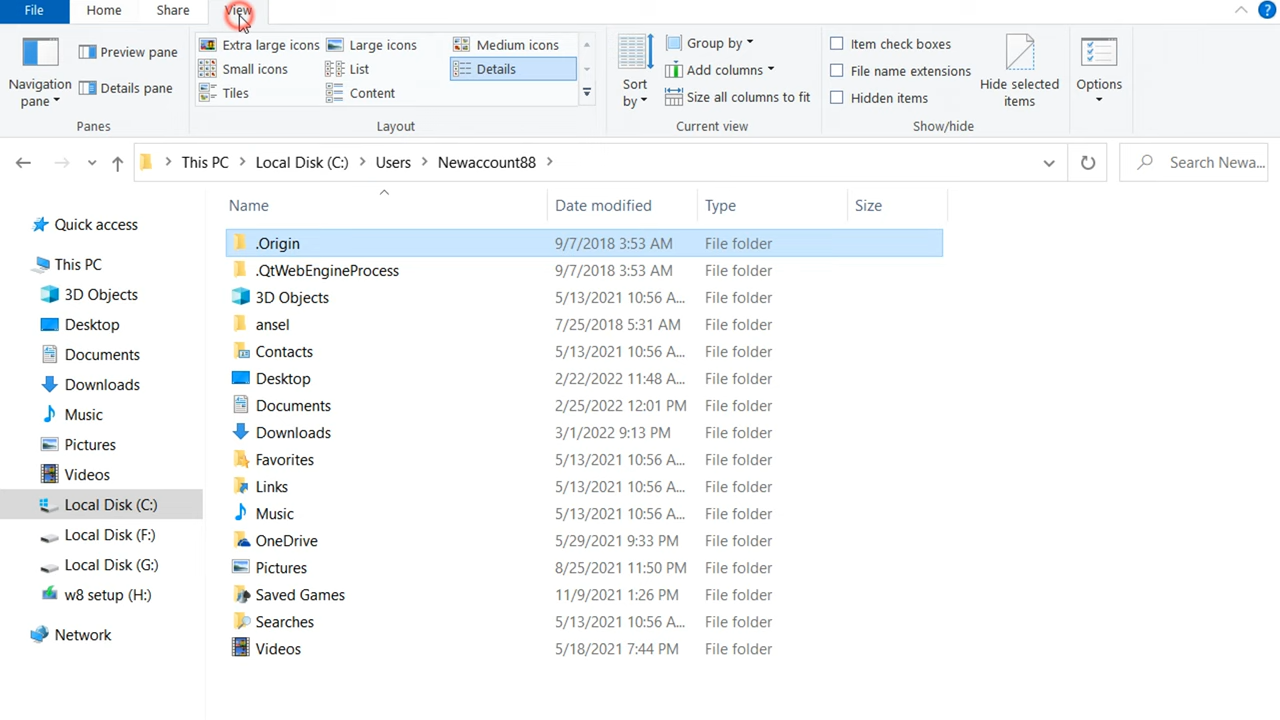 File Home Share View
Navigation pane
Preview pane
Details pane
Panes
Extra large icons Large icons Medium icons
Small icons List Details
Tiles Content
Layout
Sort by
Group by
Add columns
Size all columns to fit
Current view
Item check boxes
File name extensions
Hidden items
Hide selected items
Show/hide
Options
This PC Local Disk (C:) Users Newaccount88
Search Newa...
Quick access
This PC
3D Objects
Desktop
Documents
Downloads
Music
Pictures
Videos
Local Disk (C:)
Local Disk (F:)
Local Disk (G:)
w8 setup (H:)
Network
Name Date modified Type Size
.Origin 9/7/2018 3:53 AM File folder
.QtWebEngineProcess 9/7/2018 3:53 AM File folder
3D Objects 5/13/2021 10:56 A... File folder
ansel 7/25/2018 5:31 AM File folder
Contacts 5/13/2021 10:56 A... File folder
Desktop 2/22/2022 11:48 A... File folder
Documents 2/25/2022 12:01 PM File folder
Downloads 3/1/2022 9:13 PM File folder
Favorites 5/13/2021 10:56 A... File folder
Links 5/13/2021 10:56 A... File folder
Music 5/13/2021 10:56 A... File folder
OneDrive 5/29/2021 9:33 PM File folder
Pictures 8/25/2021 11:50 PM File folder
Saved Games 11/9/2021 1:26 PM File folder
Searches 5/13/2021 10:56 A... File folder
Videos 5/18/2021 7:44 PM File folder